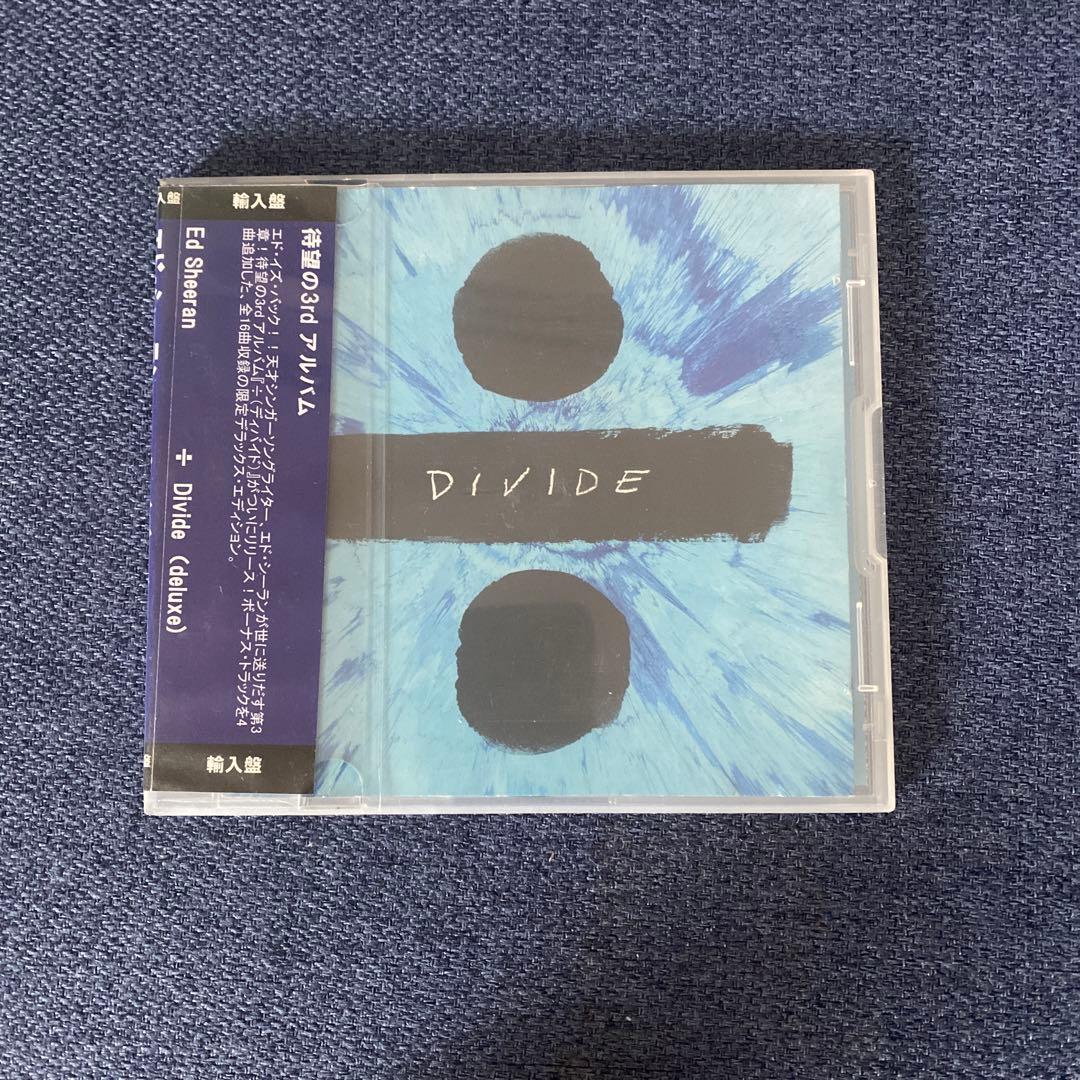 輸入盤
待望の3rd アルバム
エド・イズ・バック！！天才シンガーソングライター、エド・シーランが世に送りだす第3
章！待望の3rd アルバム『÷(ディバイド)』がついにリリース！ボーナス・トラックを4
曲追加した、全16曲収録の限定デラックス・エディション。
Ed Sheeran ÷ Divide (deluxe)
輸入盤
DIVIDE
入盤
盤